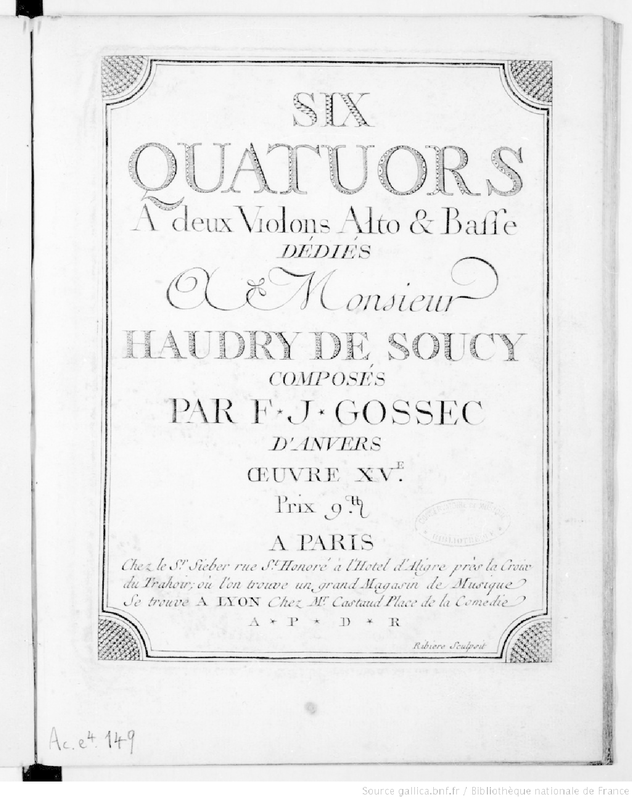 SIX
QUATUORS
A deux Violons Alto & Basse
DÉDIÉS
A Monsieur
HAUDRY DE SOUCY
COMPOSÉS
PAR F. J. GOSSEC
D'ANVERS
ŒUVRE XV.E
Prix 9.tt
A PARIS
Chez le Sr. Sieber rue St. Honoré à l'Hotel d'Aligre près la Croix
du Trahoir, où l'on trouve un grand Magasin de Musique
Se trouve A LYON Chez Mr. Castaud Place de la Comedie
A * P * D * R
Ribiere Sculpsit
Ac. e4. 149
Source gallica.bnf.fr / Bibliothèque nationale de France